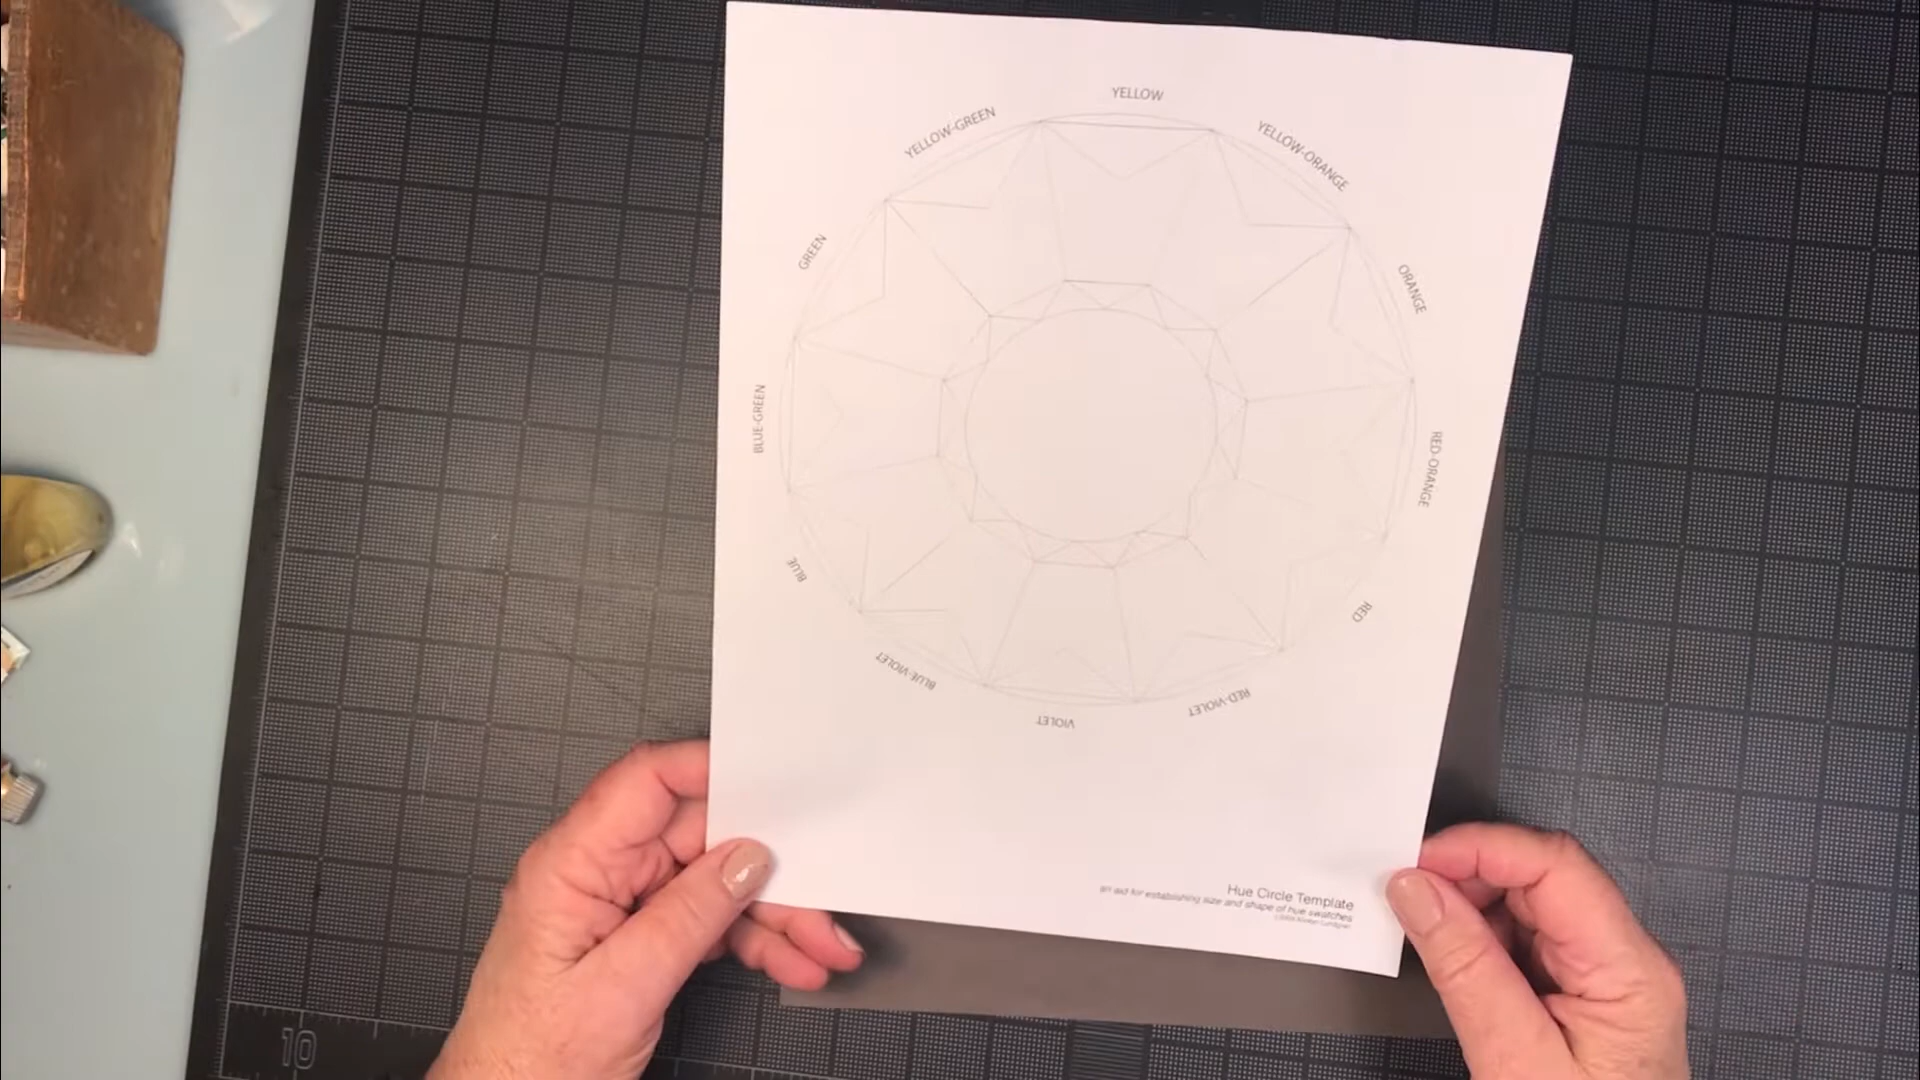 YELLOW
YELLOW-ORANGE
ORANGE
RED-ORANGE
RED
RED-VIOLET
VIOLET
BLUE-VIOLET
BLUE
BLUE-GREEN
GREEN
YELLOW-GREEN
Hue Circle Template
an aid for establishing size and shape of hue swatches
10